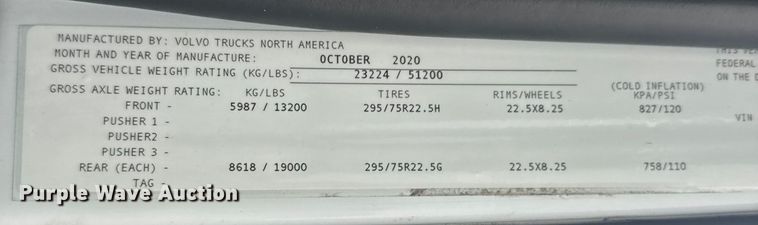 MANUFACTURED BY: VOLVO TRUCKS NORTH AMERICA
MONTH AND YEAR OF MANUFACTURE: OCTOBER 2020
GROSS VEHICLE WEIGHT RATING (KG/LBS): 23224 / 51200
GROSS AXLE WEIGHT RATING: KG/LBS TIRES RIMS/WHEELS (COLD INFLATION) KPA/PSI
FRONT - 5987 / 13200 295/75R22.5H 22.5X8.25 827/120
PUSHER 1 -
PUSHER2 -
PUSHER 3 -
REAR (EACH) - 8618 / 19000 295/75R22.5G 22.5X8.25 758/110
TAG -
FEDERAL
ON THE
VIN
Purple Wave Auction